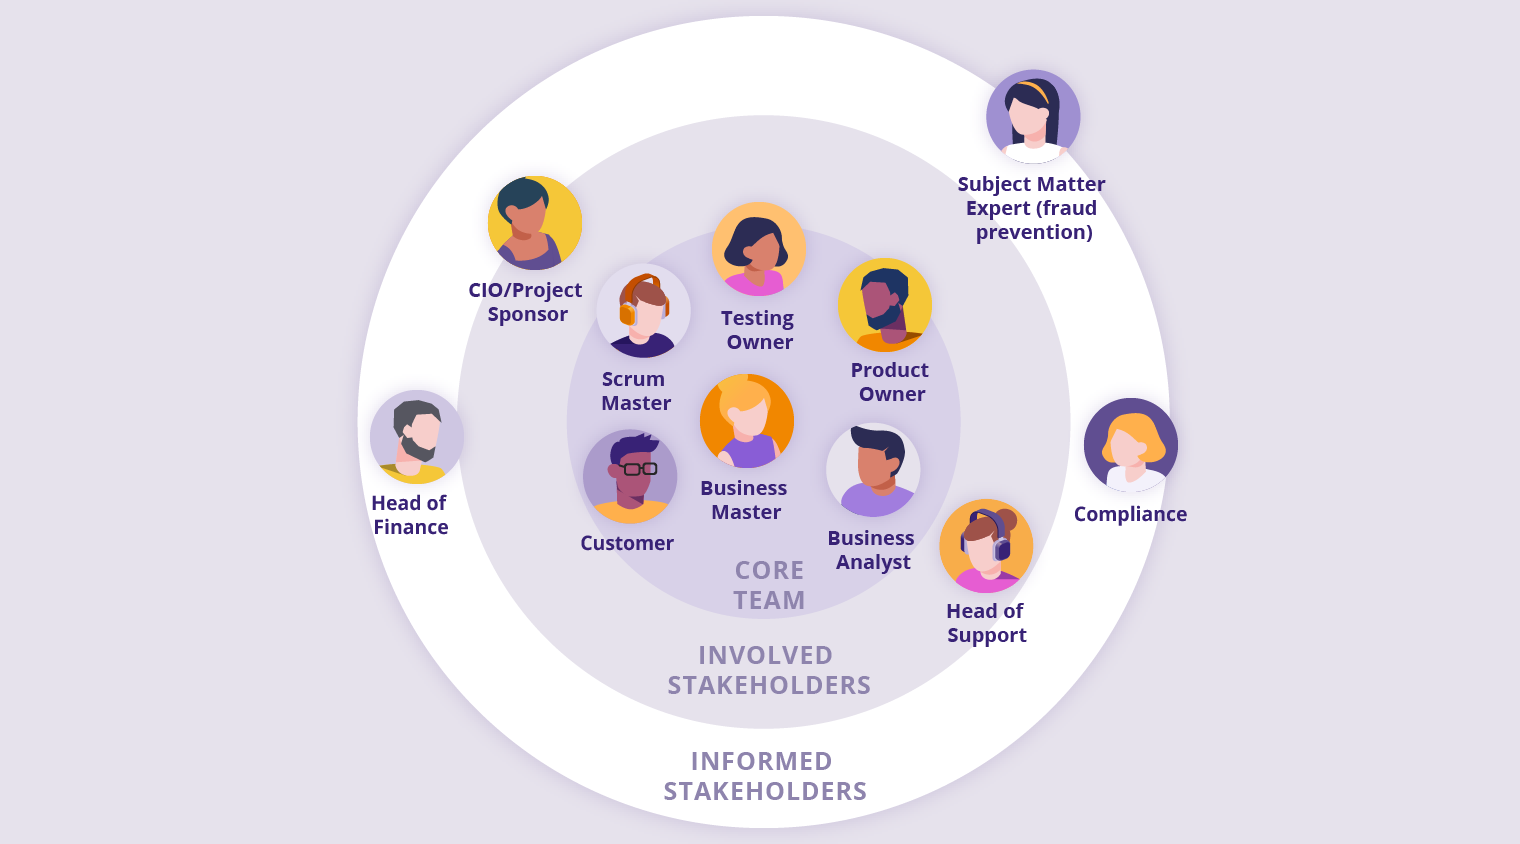 Subject Matter
Expert (fraud
prevention)
CIO/Project
Sponsor
Testing
Owner
Product
Owner
Scrum
Master
Head of
Finance
Business
Master
Compliance
Customer
Business
Analyst
Head of
Support
CORE
TEAM
INVOLVED
STAKEHOLDERS
INFORMED
STAKEHOLDERS